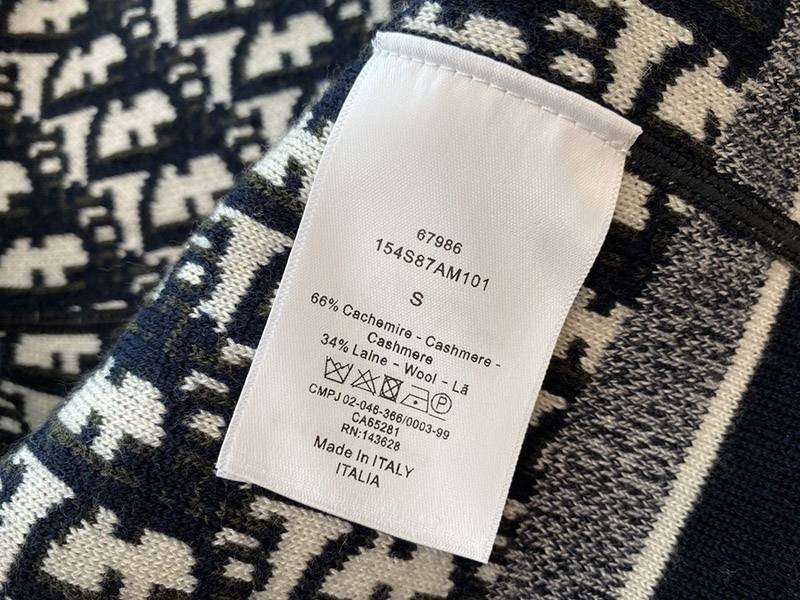 67986
154S87AM101
S
66% Cachemire - Cashmere -
Cashmere
34% Laine - Wool - Lã
CMPJ 02-046-366/0003-99
CA65281
RN:143628
Made In ITALY
ITALIA